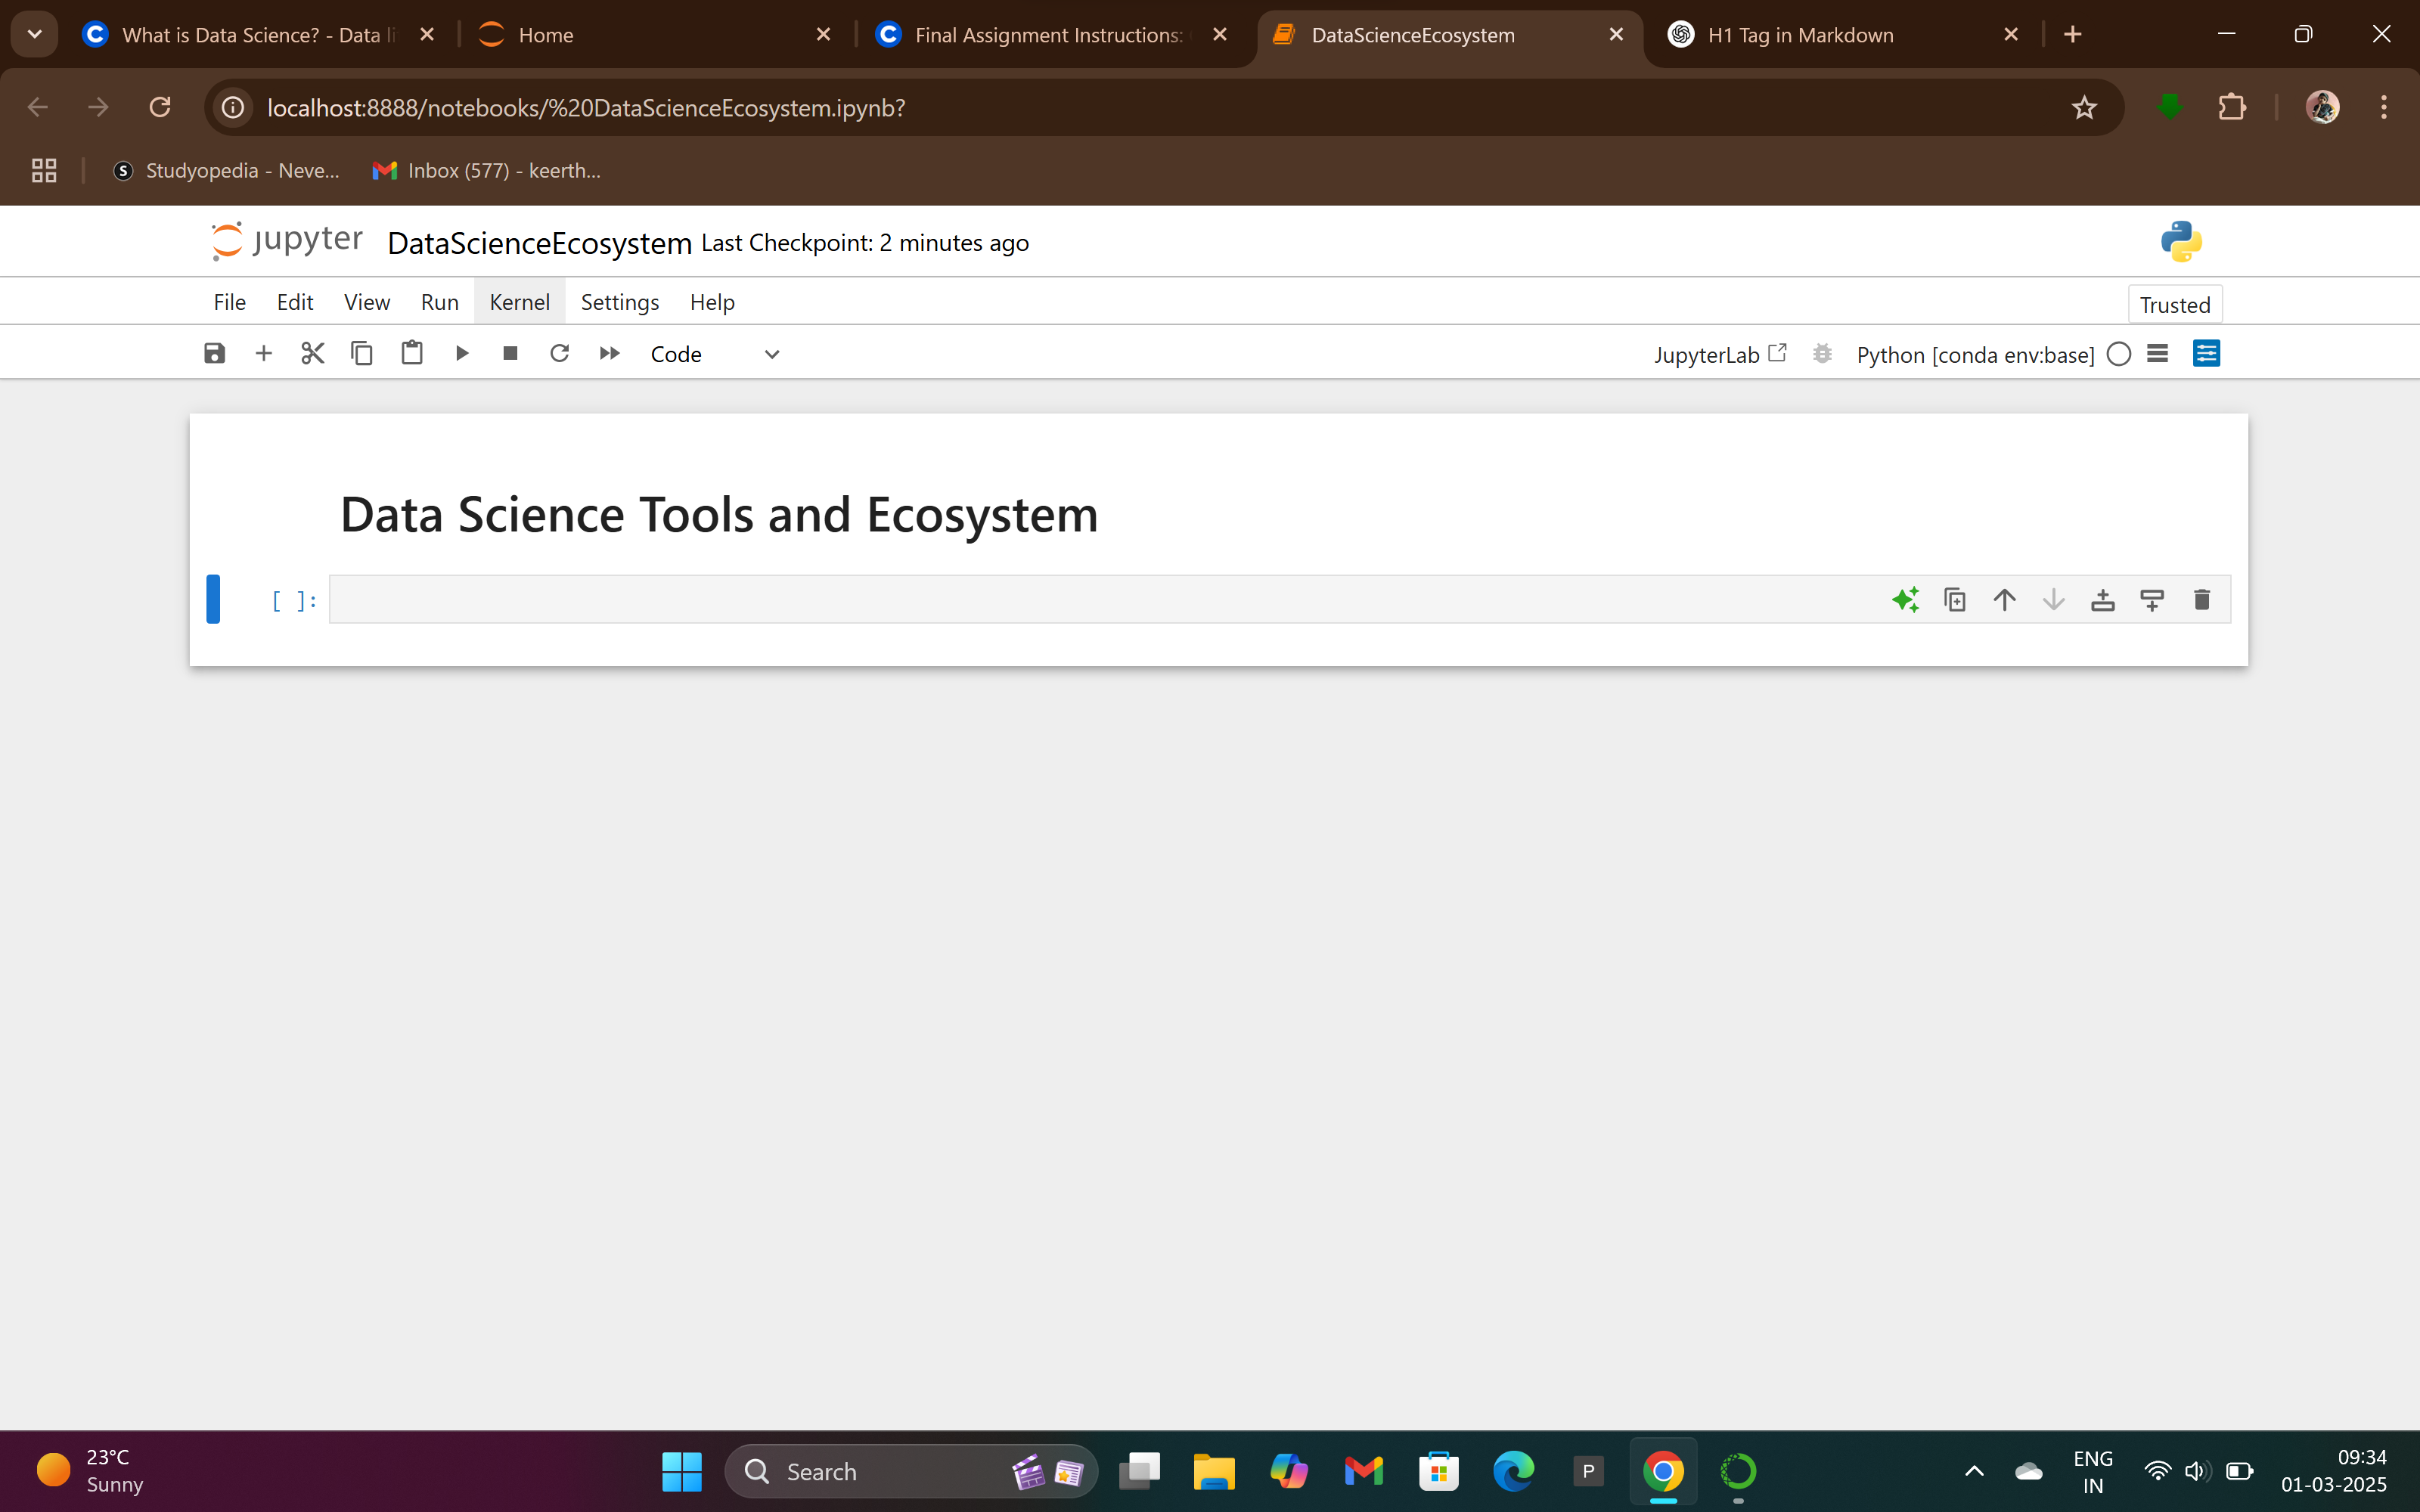 What is Data Science? - Data li
Home
Final Assignment Instructions:
DataScienceEcosystem
H1 Tag in Markdown
localhost:8888/notebooks/%20DataScienceEcosystem.ipynb?
Studyopedia - Neve...
Inbox (577) - keerth...
jupyter DataScienceEcosystem Last Checkpoint: 2 minutes ago
File Edit View Run Kernel Settings Help
Trusted
Code
JupyterLab
Python [conda env:base]
Data Science Tools and Ecosystem
[ ]:
23°C
Sunny
Search
P
ENG
IN
09:34
01-03-2025